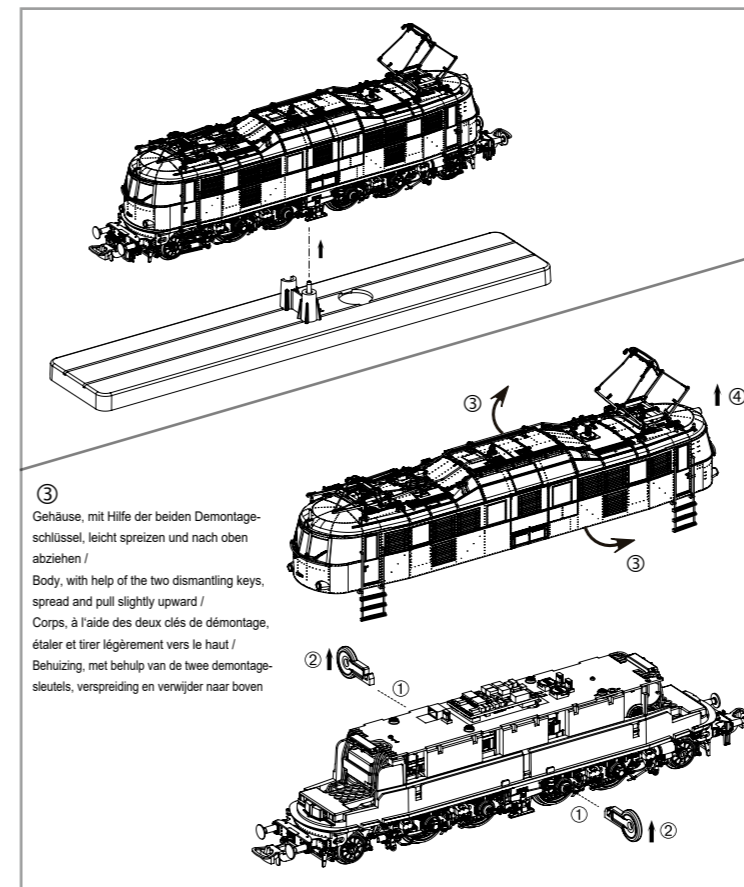 ③
④
③
Gehäuse, mit Hilfe der beiden Demontage-
schlüssel, leicht spreizen und nach oben
abziehen /
Body, with help of the two dismantling keys,
spread and pull slightly upward /
Corps, à l'aide des deux clés de démontage,
étaler et tirer légèrement vers le haut /
Behuizing, met behulp van de twee demontage-
sleutels, verspreiding en verwijder naar boven
③
②
①
①
②